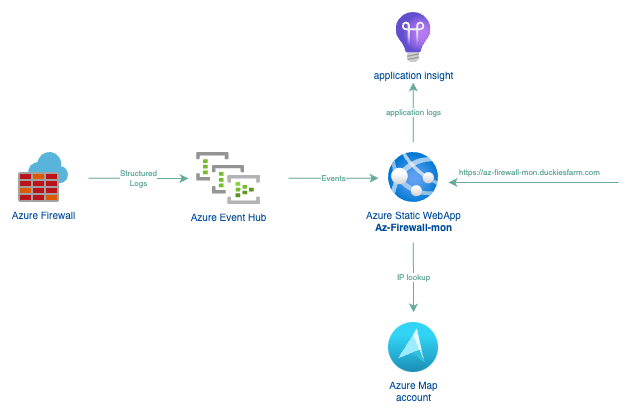 application insight
application logs
Structured
Logs
Events
https://az-firewall-mon.duckiesfarm.com
Azure Firewall
Azure Event Hub
Azure Static WebApp
Az-Firewall-mon
IP lookup
Azure Map
account